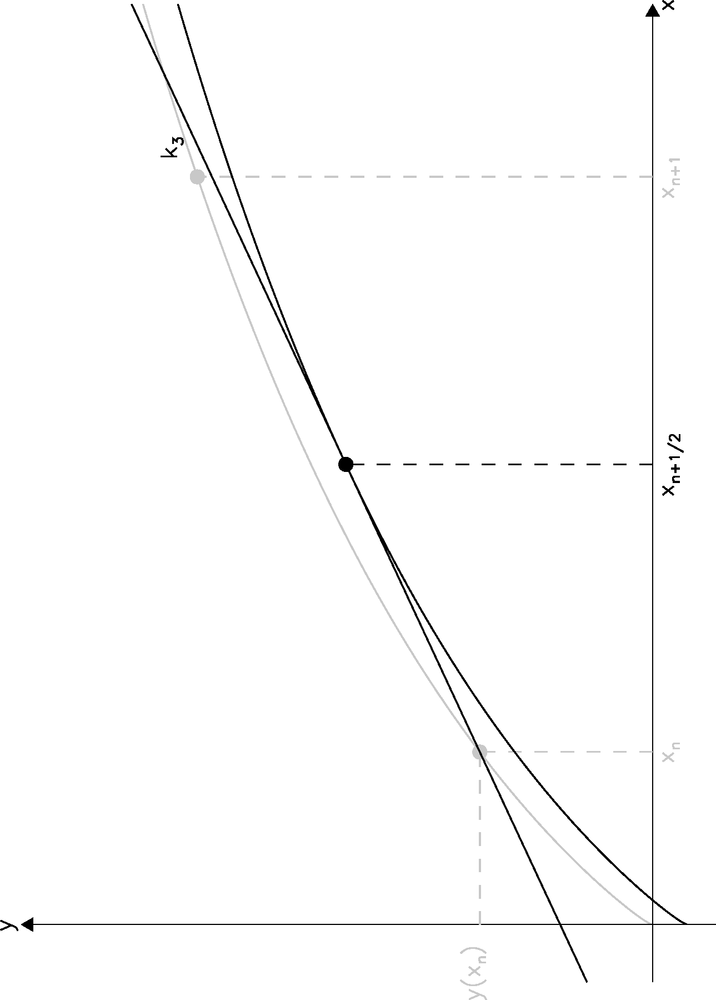 y
k₃
y(xₙ)
xₙ
xₙ₊₁/₂
xₙ₊₁
x